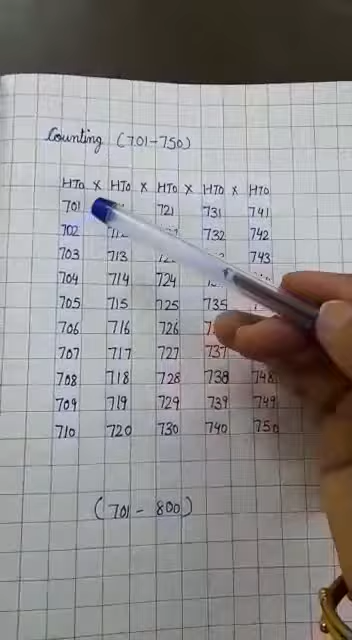 Counting (701-750)
HTO x HTO x HTO x HTO x HTO
701 721 731 741
702 732 742
703 713 743
704 714 724
705 715 725 735
706 716 726
707 717 727 737
708 718 728 738 748
709 719 729 739 749
710 720 730 740 750
(701 - 800)